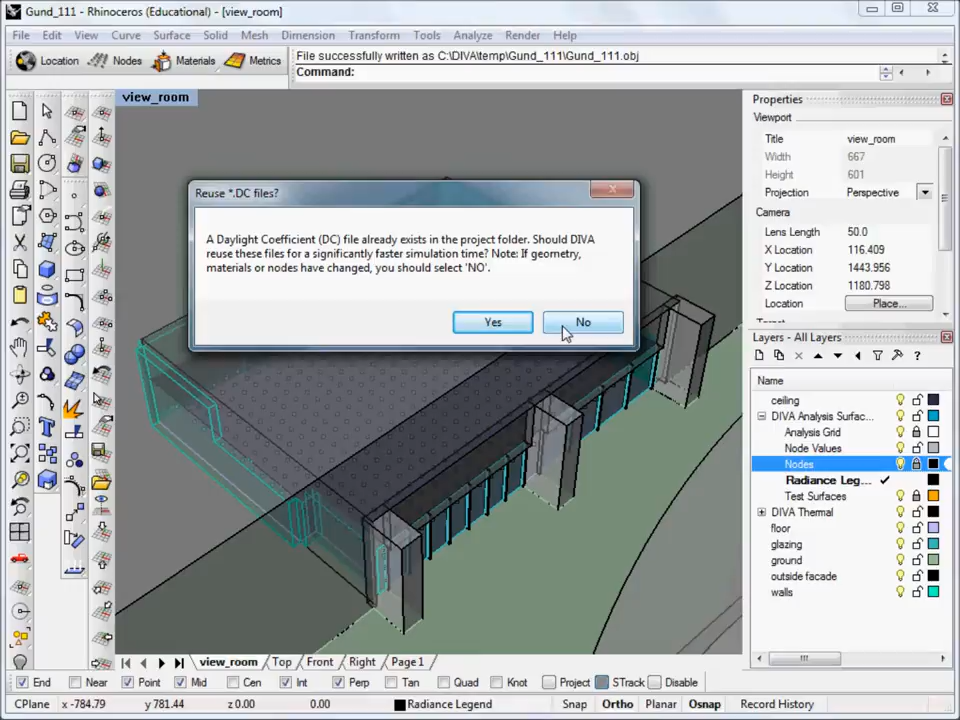 Gund_111 - Rhinoceros (Educational) - [view_room]
File Edit View Curve Surface Solid Mesh Dimension Transform Tools Analyze Render Help
Location Nodes Materials Metrics
File successfully written as C:\DIVA\temp\Gund_111\Gund_111.obj
Command:
view_room
Reuse *.DC files?
A Daylight Coefficient (DC) file already exists in the project folder. Should DIVA
reuse these files for a significantly faster simulation time? Note: If geometry,
materials or nodes have changed, you should select 'NO'.
Yes No
Properties
Viewport
Title view_room
Width 667
Height 601
Projection Perspective
Camera
Lens Length 50.0
X Location 116.409
Y Location 1443.956
Z Location 1180.798
Location Place...
Layers - All Layers
Name
ceiling
DIVA Analysis Surfac...
Analysis Grid
Node Values
Nodes
Radiance Leg...
Test Surfaces
DIVA Thermal
floor
glazing
ground
outside facade
walls
view_room Top Front Right Page 1
End Near Point Mid Cen Int Perp Tan Quad Knot Project STrack Disable
CPlane x -784.79 y 781.44 z 0.00 0.00 Radiance Legend Snap Ortho Planar Osnap Record History